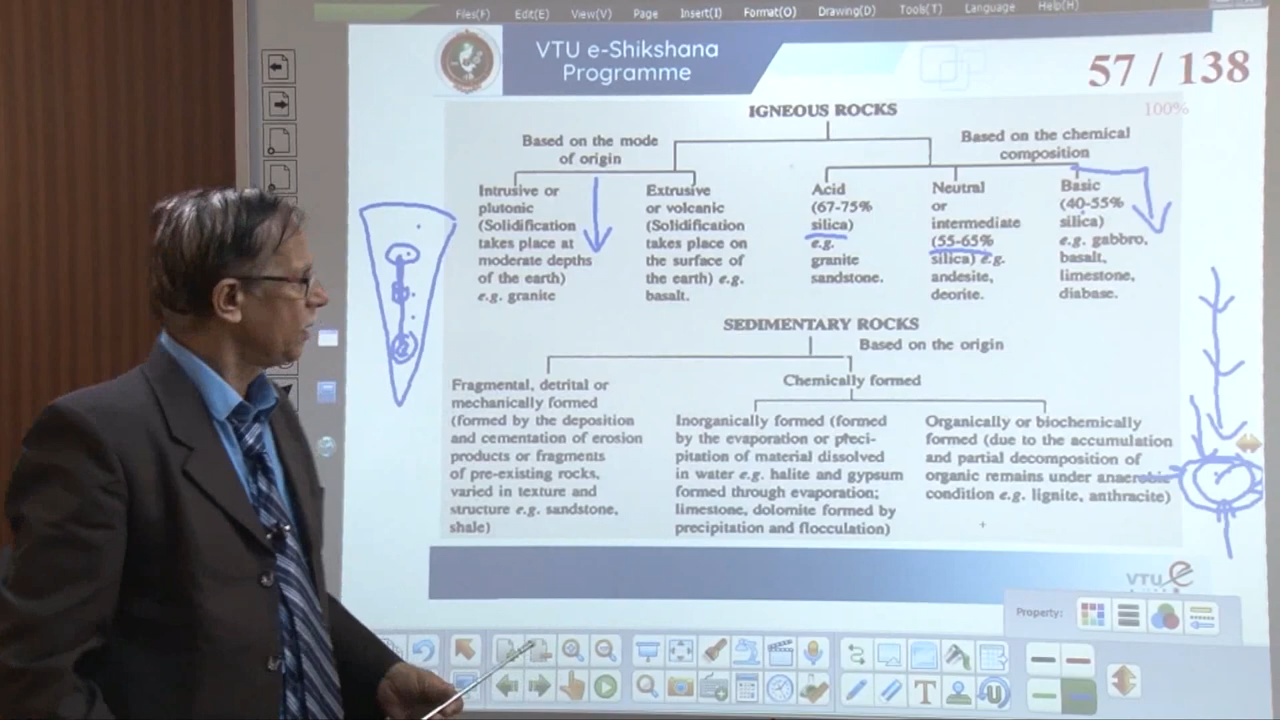 Files(F) Edit(E) View(V) Page Insert(I) Format(O) Drawing(D) Tools(T) Language Help(H)
VTU e-Shikshana
Programme
57 / 138
100%
IGNEOUS ROCKS
Based on the mode
of origin
Based on the chemical
composition
Intrusive or
plutonic
(Solidification
takes place at
moderate depths
of the earth)
e.g. granite
Extrusive
or volcanic
(Solidification
takes place on
the surface of
the earth) e.g.
basalt.
Acid
(67-75%
silica)
e.g.
granite
sandstone.
Neutral
or
intermediate
(55-65%
silica) e.g.
andesite,
deorite.
Basic
(40-55%
silica)
e.g. gabbro,
basalt,
limestone,
diabase.
SEDIMENTARY ROCKS
Based on the origin
Fragmental, detrital or
mechanically formed
(formed by the deposition
and cementation of erosion
products or fragments
of pre-existing rocks,
varied in texture and
structure e.g. sandstone,
shale)
Chemically formed
Inorganically formed (formed
by the evaporation or preci-
pitation of material dissolved
in water e.g. halite and gypsum
formed through evaporation;
limestone, dolomite formed by
precipitation and flocculation)
Organically or biochemically
formed (due to the accumulation
and partial decomposition of
organic remains under anaerobic
condition e.g. lignite, anthracite)
VTU e
Property: